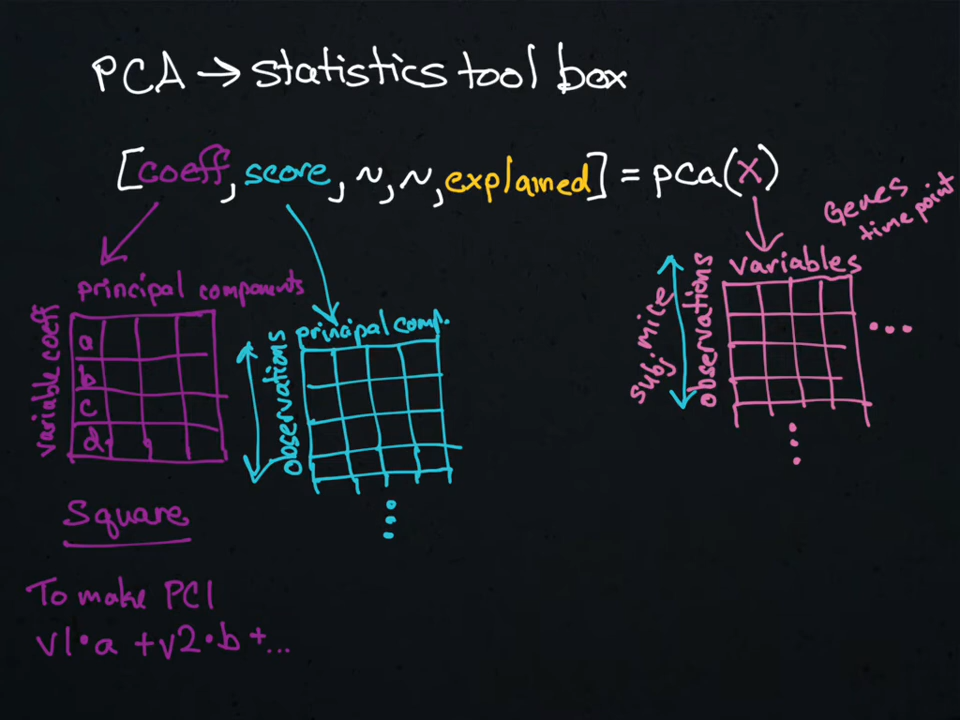 PCA → statistics tool box
[coeff, score, ~, ~, explained] = pca(x)
Genes
time point
principal components
variable coeff
a
b
c
d
principal comp.
observations
variables
observations
subj. mice
...
Square
To make PC1
v1•a + v2•b + ...